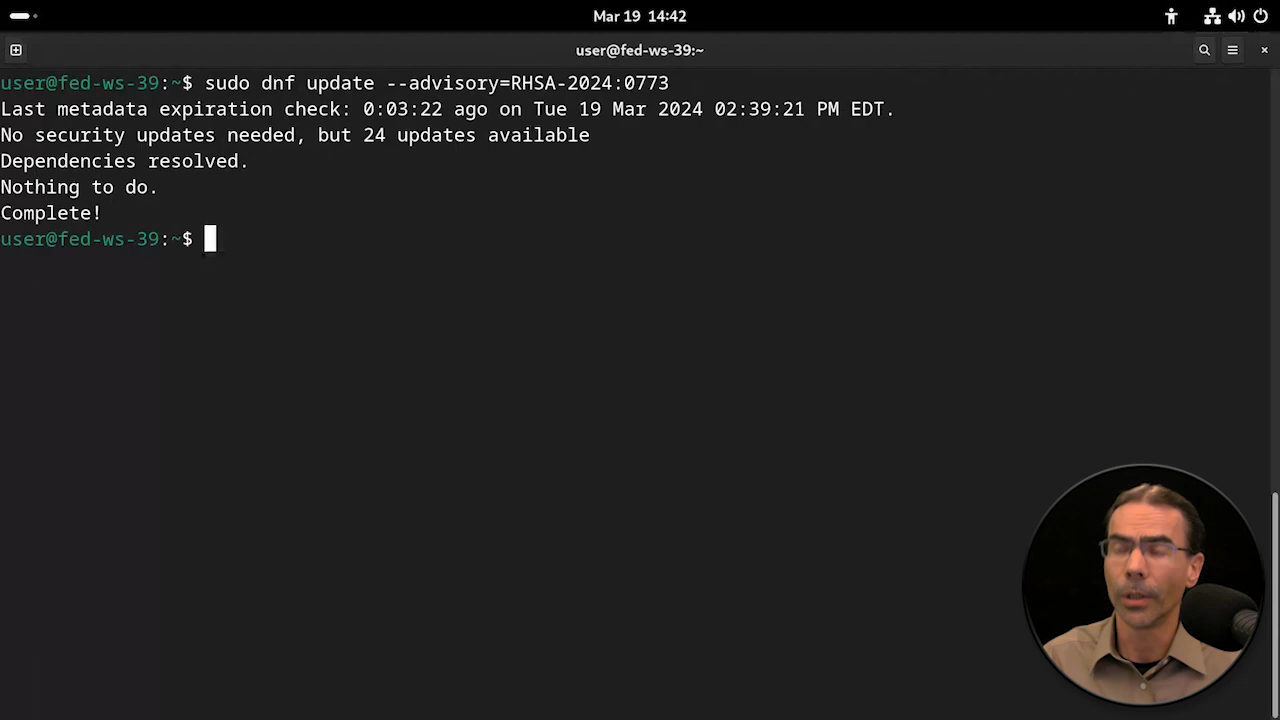 Mar 19 14:42
user@fed-ws-39:~
user@fed-ws-39:~$ sudo dnf update --advisory=RHSA-2024:0773
Last metadata expiration check: 0:03:22 ago on Tue 19 Mar 2024 02:39:21 PM EDT.
No security updates needed, but 24 updates available
Dependencies resolved.
Nothing to do.
Complete!
user@fed-ws-39:~$